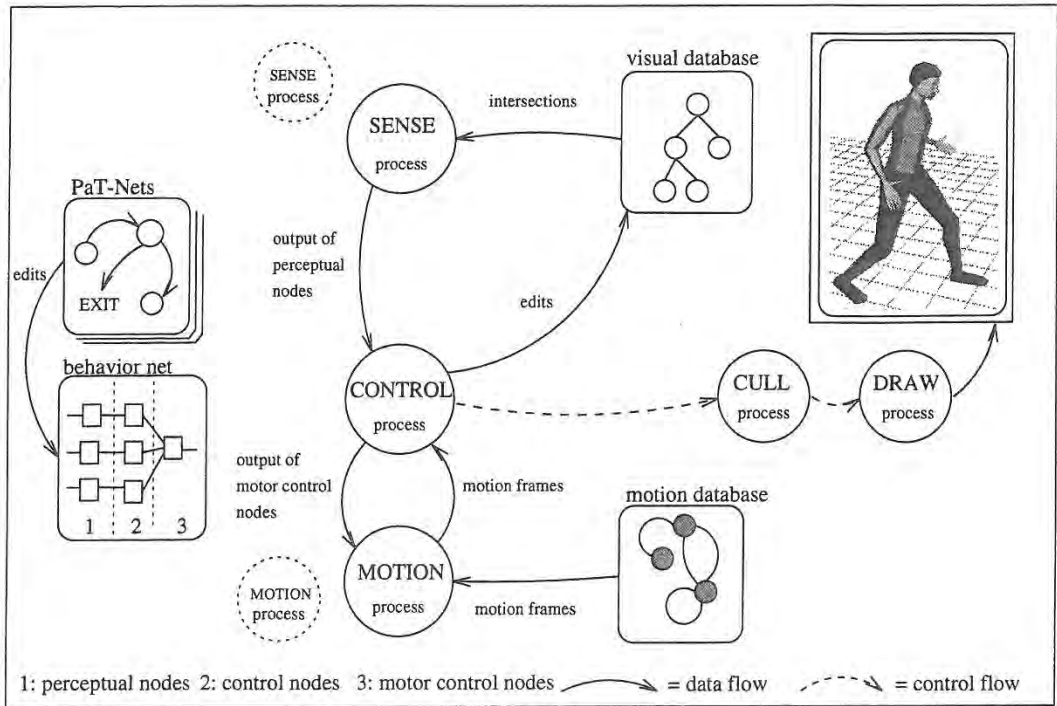 SENSE
process
SENSE
process
intersections
visual database
PaT-Nets
edits
EXIT
output of
perceptual
nodes
edits
behavior net
1 2 3
CONTROL
process
CULL
process
DRAW
process
output of
motor control
nodes
motion frames
motion database
MOTION
process
MOTION
process
motion frames
1: perceptual nodes 2: control nodes 3: motor control nodes = data flow = control flow